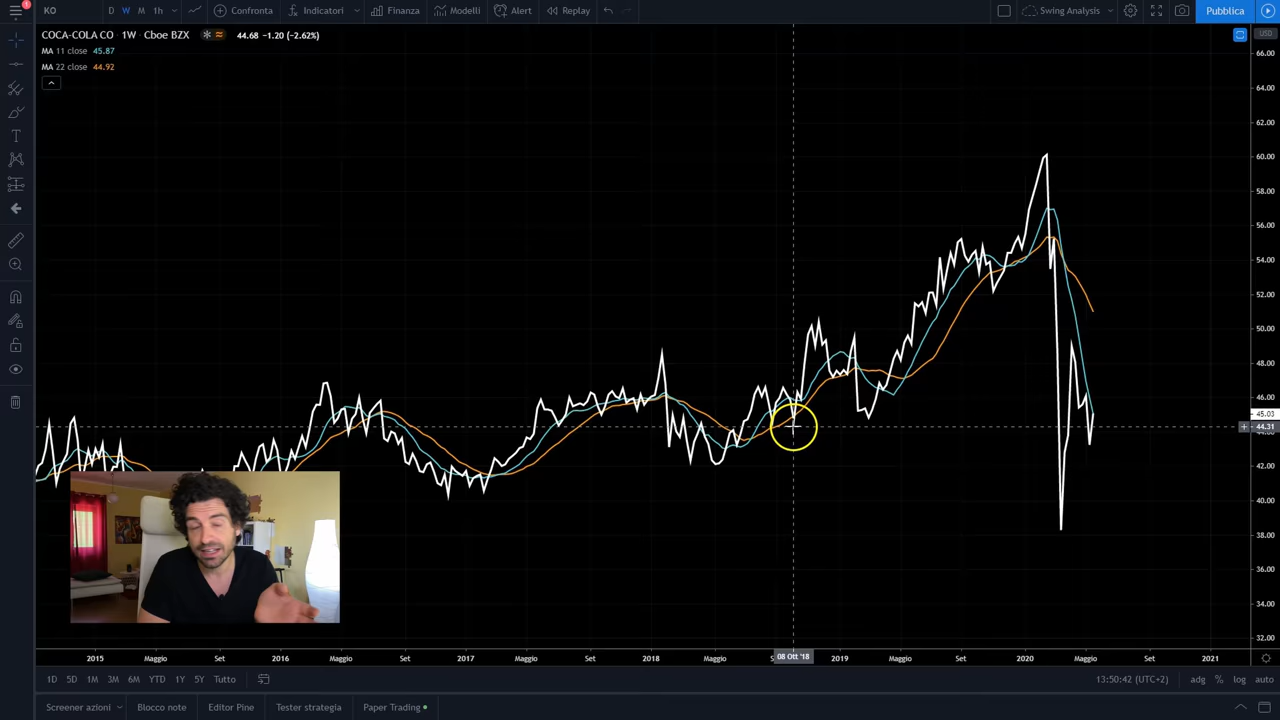 1
KO
D W M 1h
Confronta
Indicatori
Finanza
Modelli
Alert
Replay
Swing Analysis
Pubblica
COCA-COLA CO 1W Cboe BZX 44.68 −1.20 (−2.62%)
USD
MA 11 close 45.87
MA 22 close 44.92
66.00
64.00
62.00
60.00
58.00
56.00
54.00
52.00
50.00
48.00
46.00
45.03
44.31
42.00
40.00
38.00
36.00
34.00
32.00
2015 Maggio Set 2016 Maggio Set 2017 Maggio Set 2018 Maggio 08 Ott '18 2019 Maggio Set 2020 Maggio Set 2021
1D 5D 1M 3M 6M YTD 1Y 5Y Tutto
13:50:42 (UTC+2) adg % log auto
Screener azioni Blocco note Editor Pine Tester strategia Paper Trading